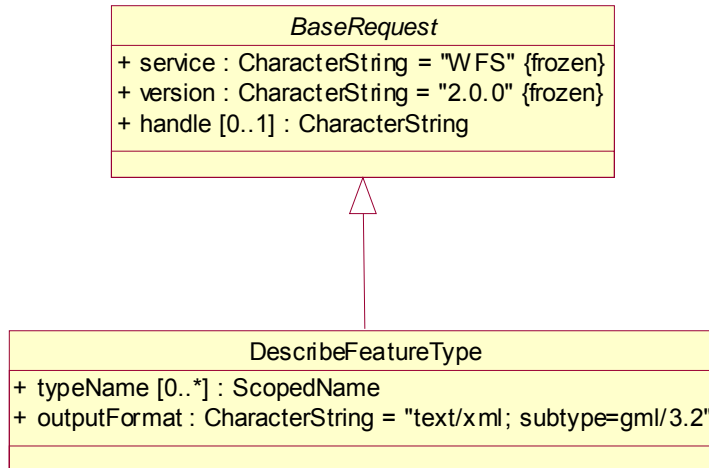 BaseRequest
+ service : CharacterString = "WFS" {frozen}
+ version : CharacterString = "2.0.0" {frozen}
+ handle [0..1] : CharacterString
DescribeFeatureType
+ typeName [0..*] : ScopedName
+ outputFormat : CharacterString = "text/xml; subtype=gml/3.2"